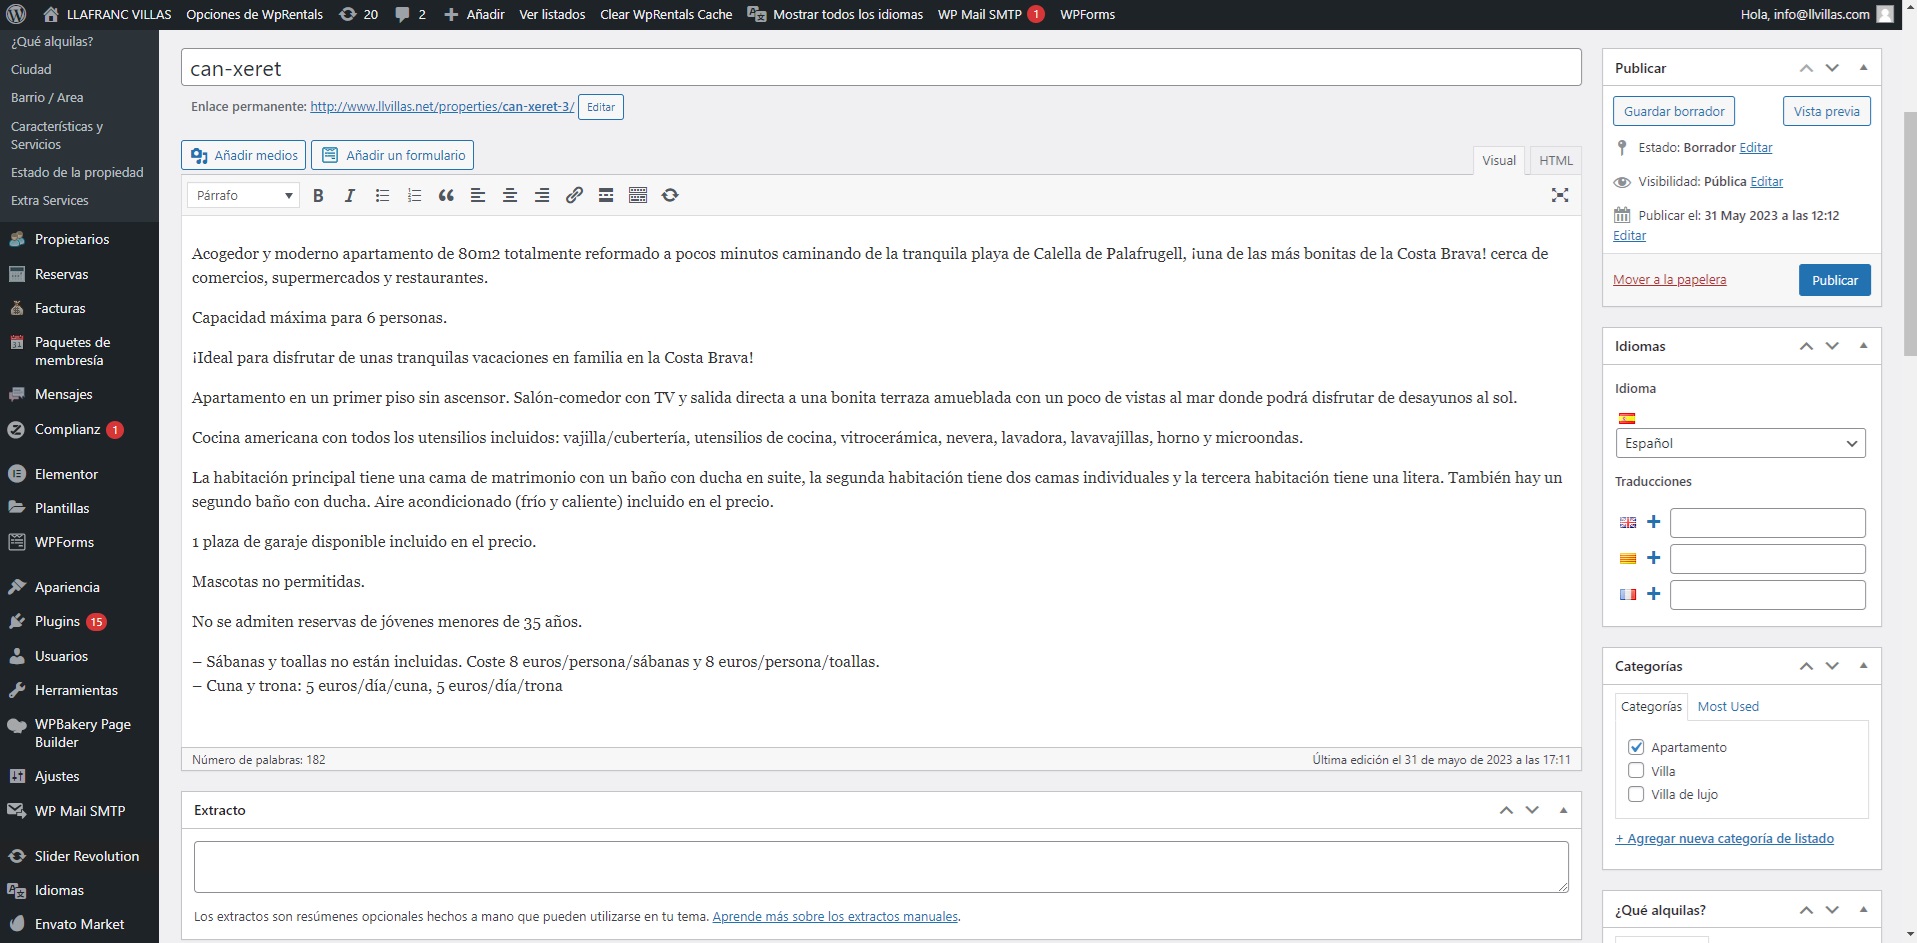 LLAFRANC VILLAS Opciones de WpRentals 20 2 Añadir Ver listados Clear WpRentals Cache Mostrar todos los idiomas WP Mail SMTP 1 WPForms Hola, info@llvillas.com
¿Qué alquilas?
Ciudad
Barrio / Area
Características y
Servicios
Estado de la propiedad
Extra Services
Propietarios
Reservas
Facturas
Paquetes de
membresía
Mensajes
Complianz 1
Elementor
Plantillas
WPForms
Apariencia
Plugins 15
Usuarios
Herramientas
WPBakery Page
Builder
Ajustes
WP Mail SMTP
Slider Revolution
Idiomas
Envato Market
can-xeret
Enlace permanente: http://www.llvillas.net/properties/can-xeret-3/ Editar
Añadir medios Añadir un formulario
Visual HTML
Párrafo
Acogedor y moderno apartamento de 80m2 totalmente reformado a pocos minutos caminando de la tranquila playa de Calella de Palafrugell, ¡una de las más bonitas de la Costa Brava! cerca de
comercios, supermercados y restaurantes.
Capacidad máxima para 6 personas.
¡Ideal para disfrutar de unas tranquilas vacaciones en familia en la Costa Brava!
Apartamento en un primer piso sin ascensor. Salón-comedor con TV y salida directa a una bonita terraza amueblada con un poco de vistas al mar donde podrá disfrutar de desayunos al sol.
Cocina americana con todos los utensilios incluidos: vajilla/cubertería, utensilios de cocina, vitrocerámica, nevera, lavadora, lavavajillas, horno y microondas.
La habitación principal tiene una cama de matrimonio con un baño con ducha en suite, la segunda habitación tiene dos camas individuales y la tercera habitación tiene una litera. También hay un
segundo baño con ducha. Aire acondicionado (frío y caliente) incluido en el precio.
1 plaza de garaje disponible incluido en el precio.
Mascotas no permitidas.
No se admiten reservas de jóvenes menores de 35 años.
– Sábanas y toallas no están incluidas. Coste 8 euros/persona/sábanas y 8 euros/persona/toallas.
– Cuna y trona: 5 euros/día/cuna, 5 euros/día/trona
Número de palabras: 182 Última edición el 31 de mayo de 2023 a las 17:11
Extracto
Los extractos son resúmenes opcionales hechos a mano que pueden utilizarse en tu tema. Aprende más sobre los extractos manuales.
Publicar
Guardar borrador Vista previa
Estado: Borrador Editar
Visibilidad: Pública Editar
Publicar el: 31 May 2023 a las 12:12
Editar
Mover a la papelera Publicar
Idiomas
Idioma
Español
Traducciones
Categorías
Categorías Most Used
Apartamento
Villa
Villa de lujo
+ Agregar nueva categoría de listado
¿Qué alquilas?